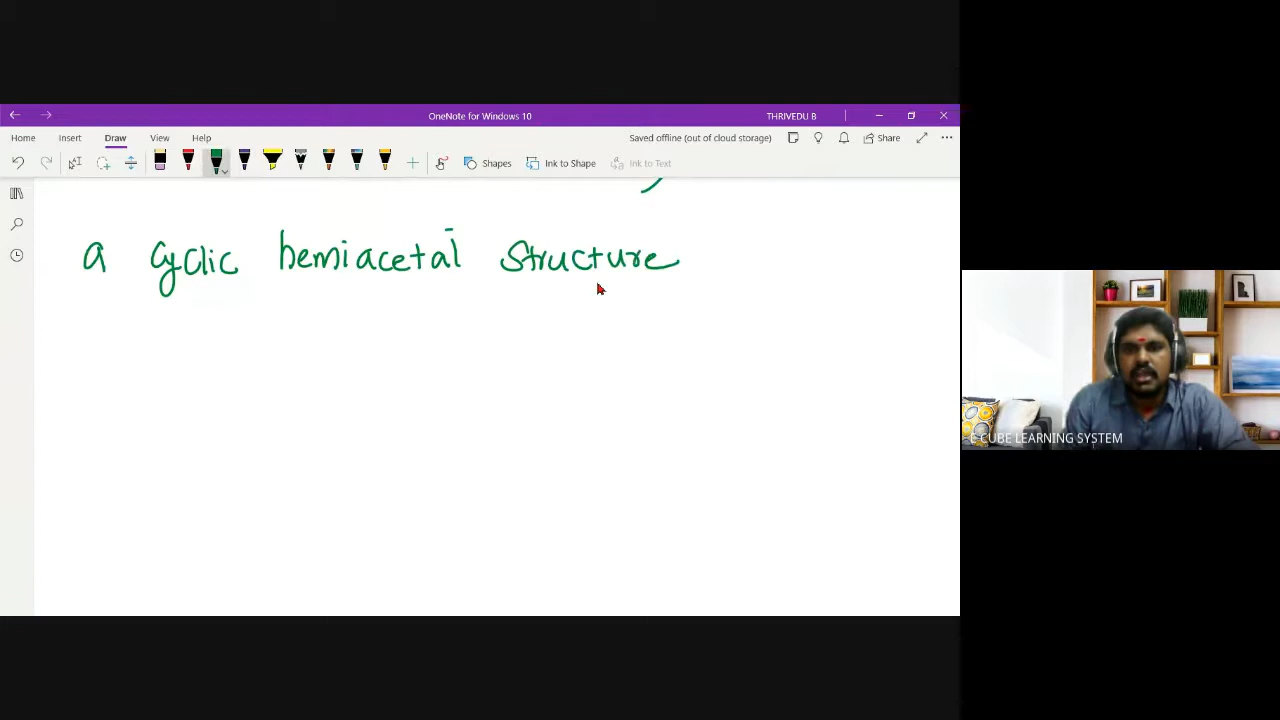 OneNote for Windows 10
THRIVEDU B
Home Insert Draw View Help
Saved offline (out of cloud storage)
Share
Shapes
Ink to Shape
Ink to Text
a cyclic hemiacetal structure
E CUBE LEARNING SYSTEM